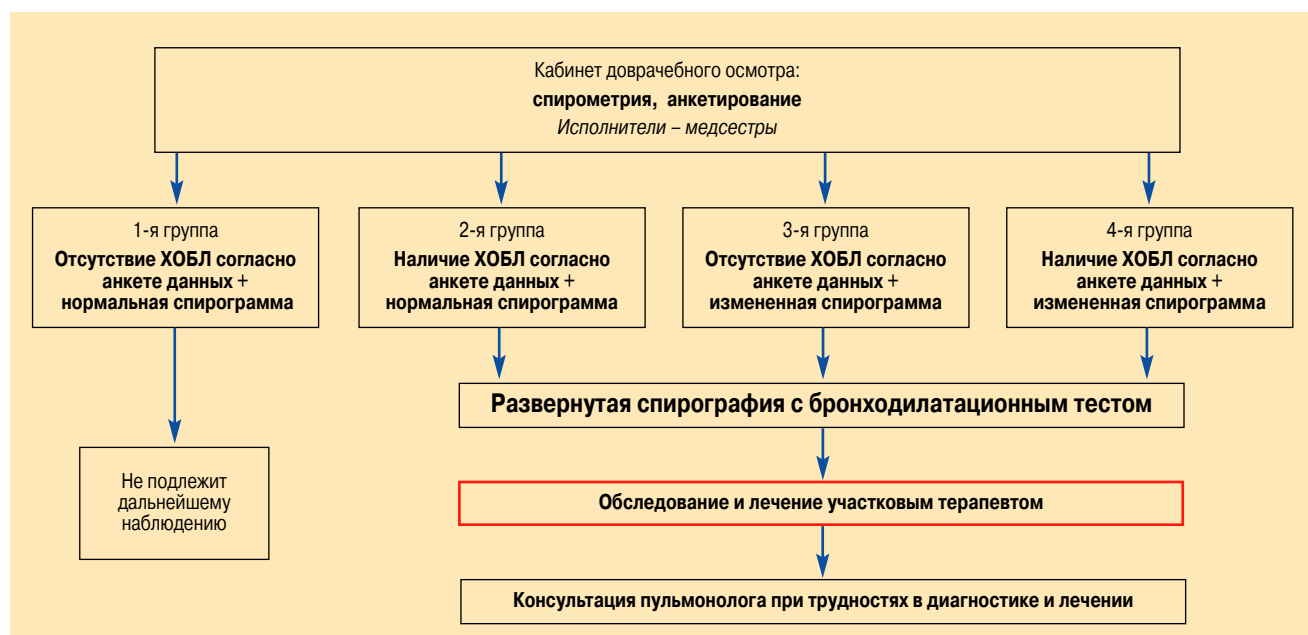 Кабинет доврачебного осмотра:
спирометрия, анкетирование
Исполнители – медсестры
1-я группа
Отсутствие ХОБЛ согласно
анкете данных +
нормальная спирограмма
2-я группа
Наличие ХОБЛ согласно
анкете данных +
нормальная спирограмма
3-я группа
Отсутствие ХОБЛ согласно
анкете данных +
измененная спирограмма
4-я группа
Наличие ХОБЛ согласно
анкете данных +
измененная спирограмма
Развернутая спирография с бронходилатационным тестом
Не подлежит
дальнейшему
наблюдению
Обследование и лечение участковым терапевтом
Консультация пульмонолога при трудностях в диагностике и лечении